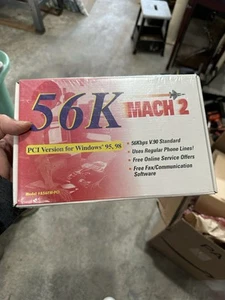 56K
MACH 2
PCI Version for Windows' 95, 98
• 56Kbps V.90 Standard
• Uses Regular Phone Lines!
• Free Online Service Offers
• Free Fax/Communication
Software